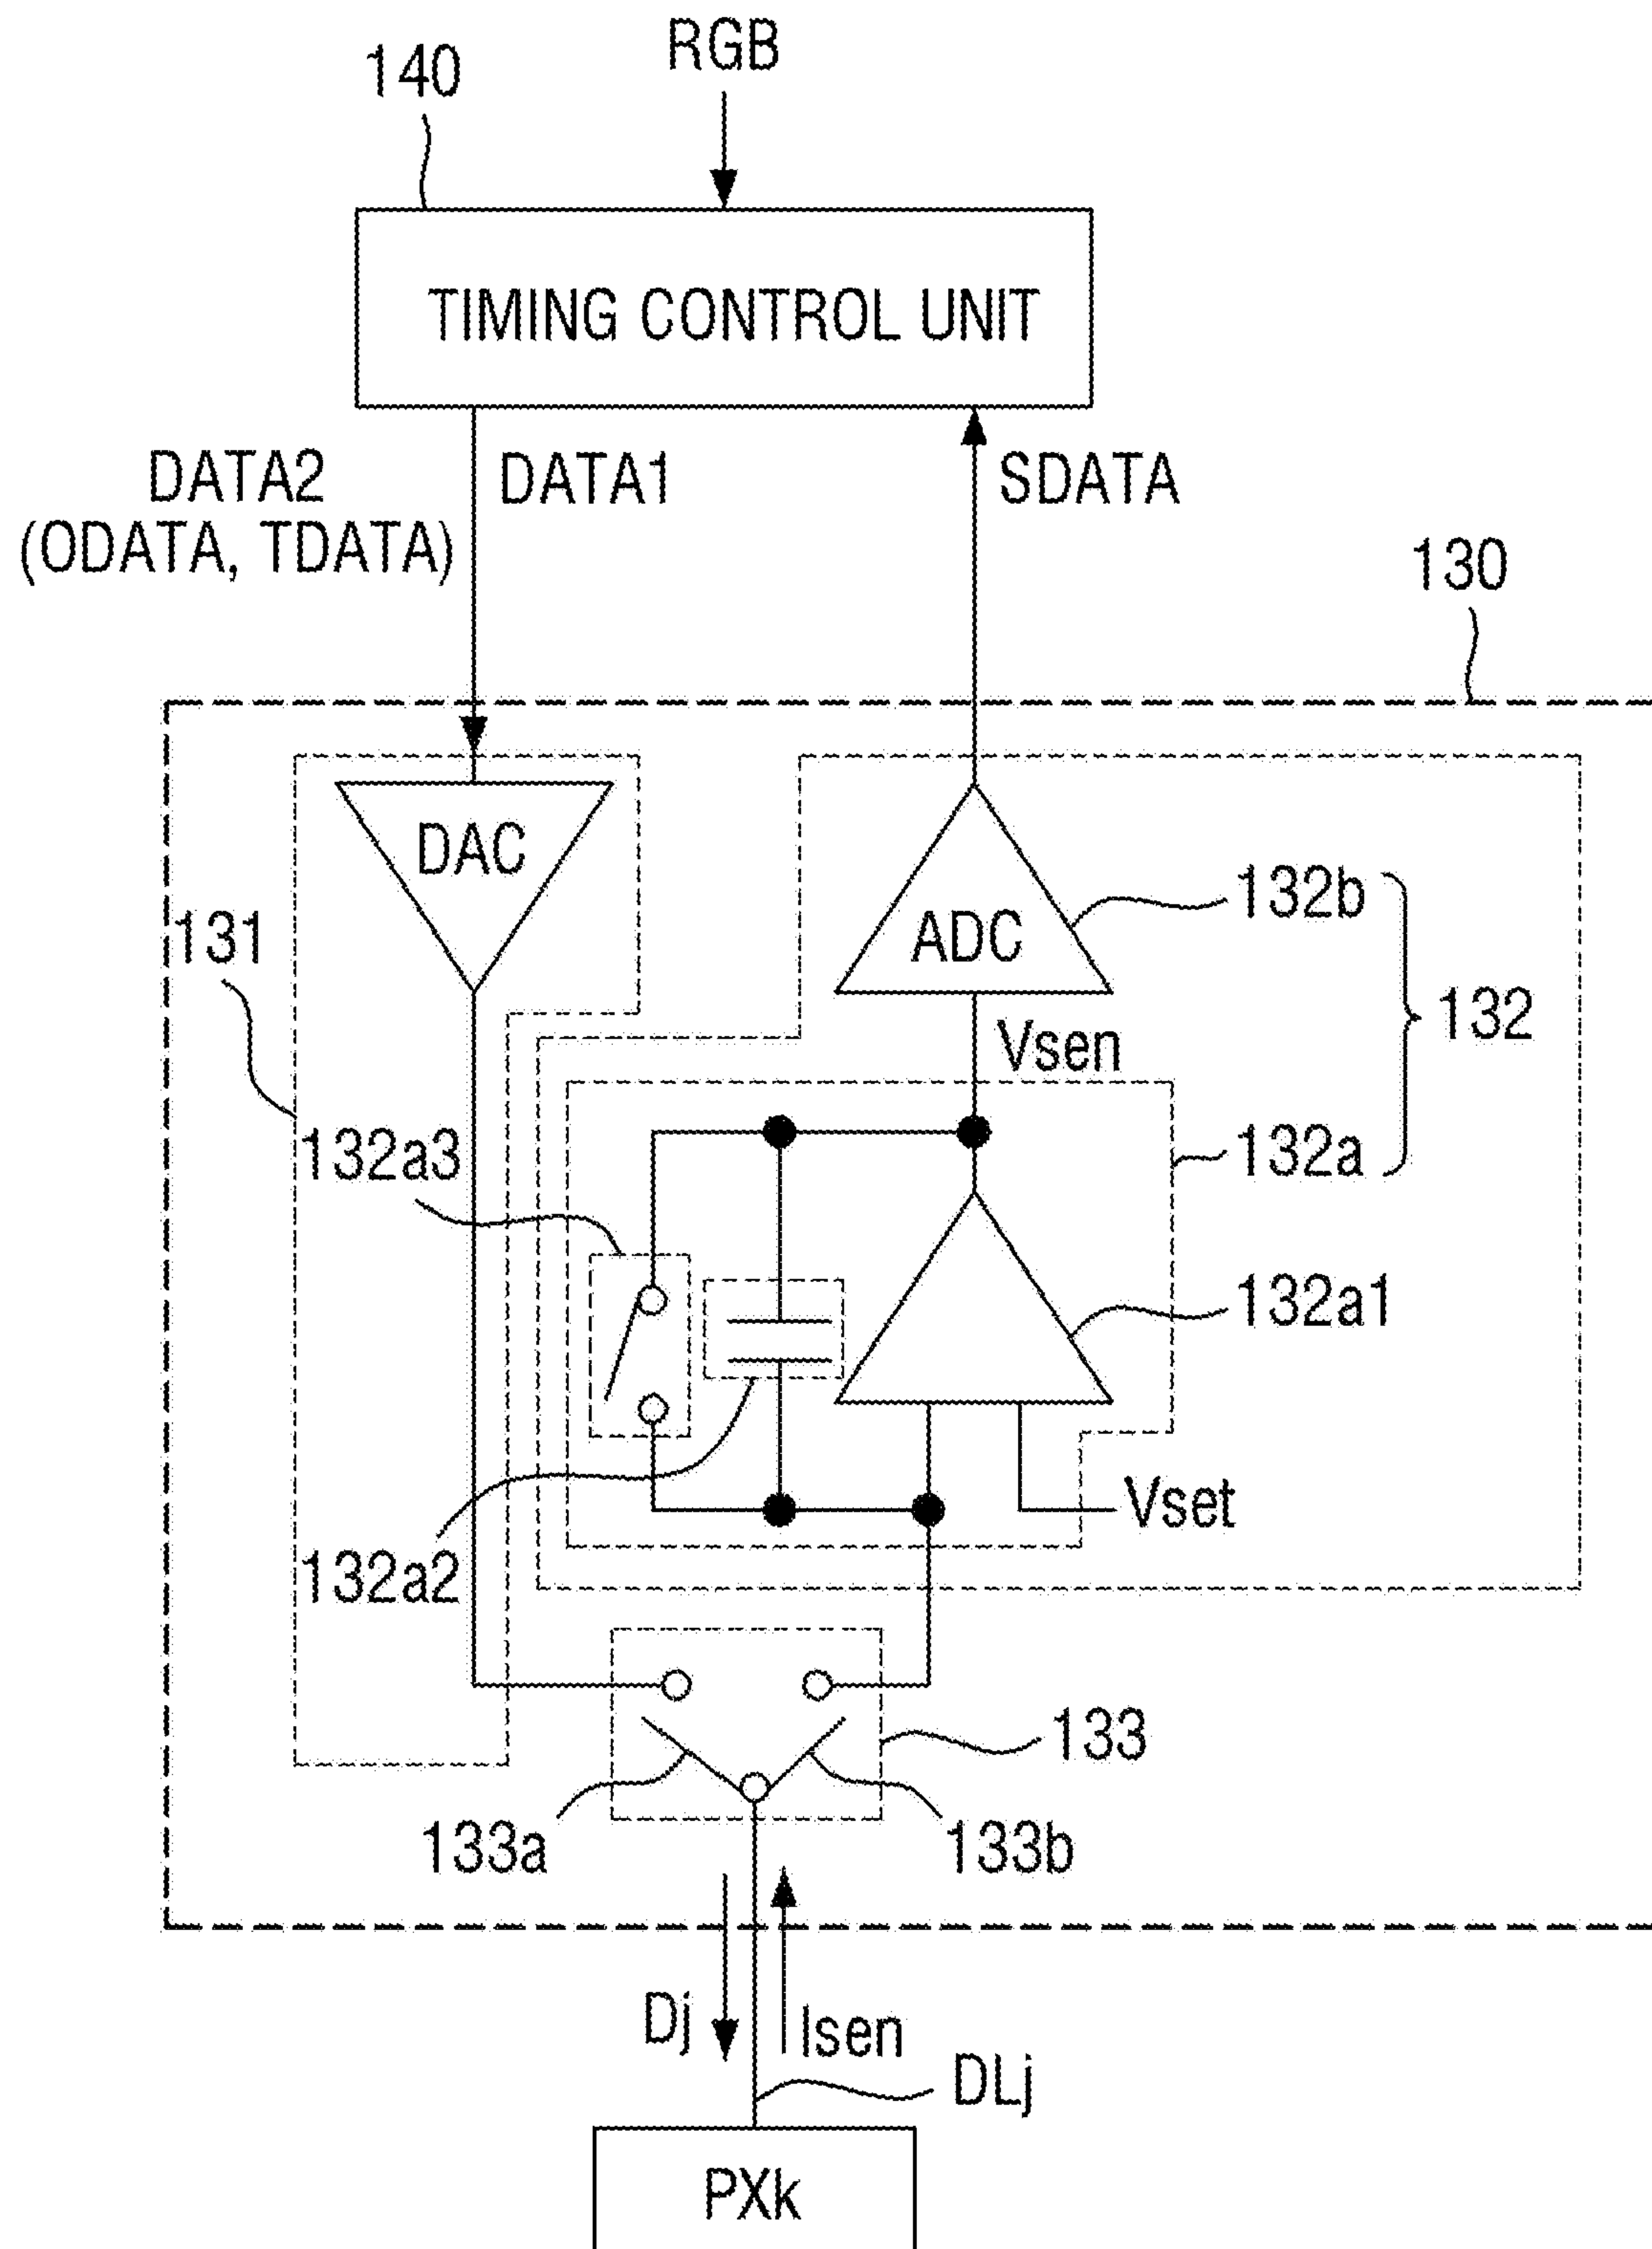 RGB
140
TIMING CONTROL UNIT
DATA2
(ODATA, TDATA)
DATA1
SDATA
130
DAC
131
ADC
132b
132
Vsen
132a3
132a
132a1
Vset
132a2
133
133a
133b
Dj
Isen
DLj
PXk